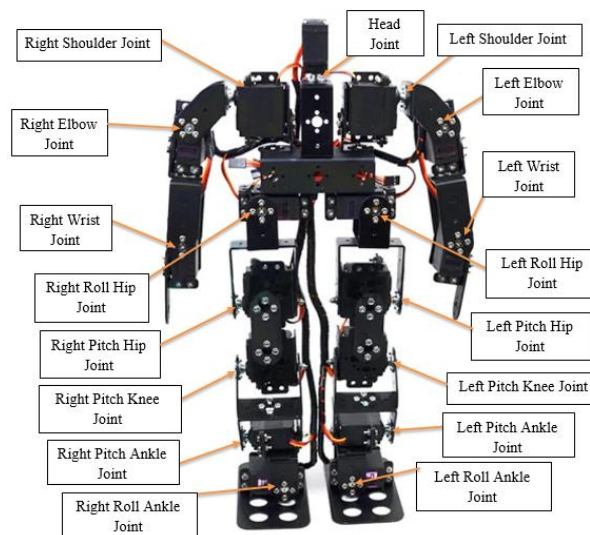 Right Shoulder Joint
Head
Joint
Left Shoulder Joint
Left Elbow
Joint
Right Elbow
Joint
Left Wrist
Joint
Right Wrist
Joint
Left Roll Hip
Joint
Right Roll Hip
Joint
Left Pitch Hip
Joint
Right Pitch Hip
Joint
Left Pitch Knee Joint
Right Pitch Knee
Joint
Left Pitch Ankle
Joint
Right Pitch Ankle
Joint
Left Roll Ankle
Joint
Right Roll Ankle
Joint